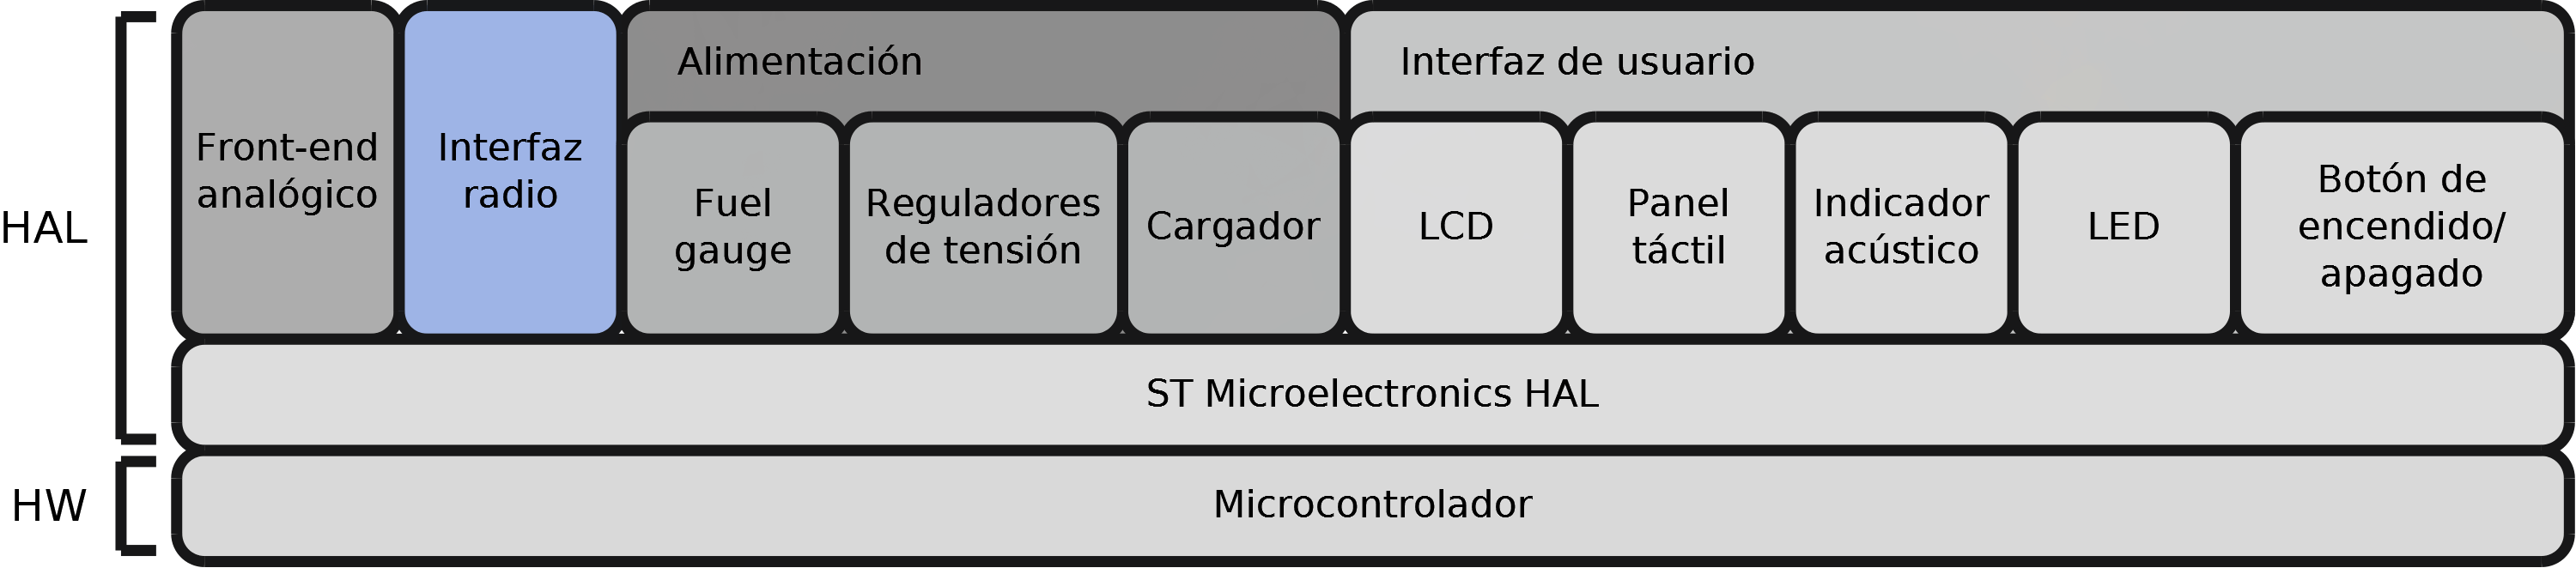 HAL
HW
Front-end
analógico
Interfaz
radio
Alimentación
Fuel
gauge
Reguladores
de tensión
Cargador
Interfaz de usuario
LCD
Panel
táctil
Indicador
acústico
LED
Botón de
encendido/
apagado
ST Microelectronics HAL
Microcontrolador